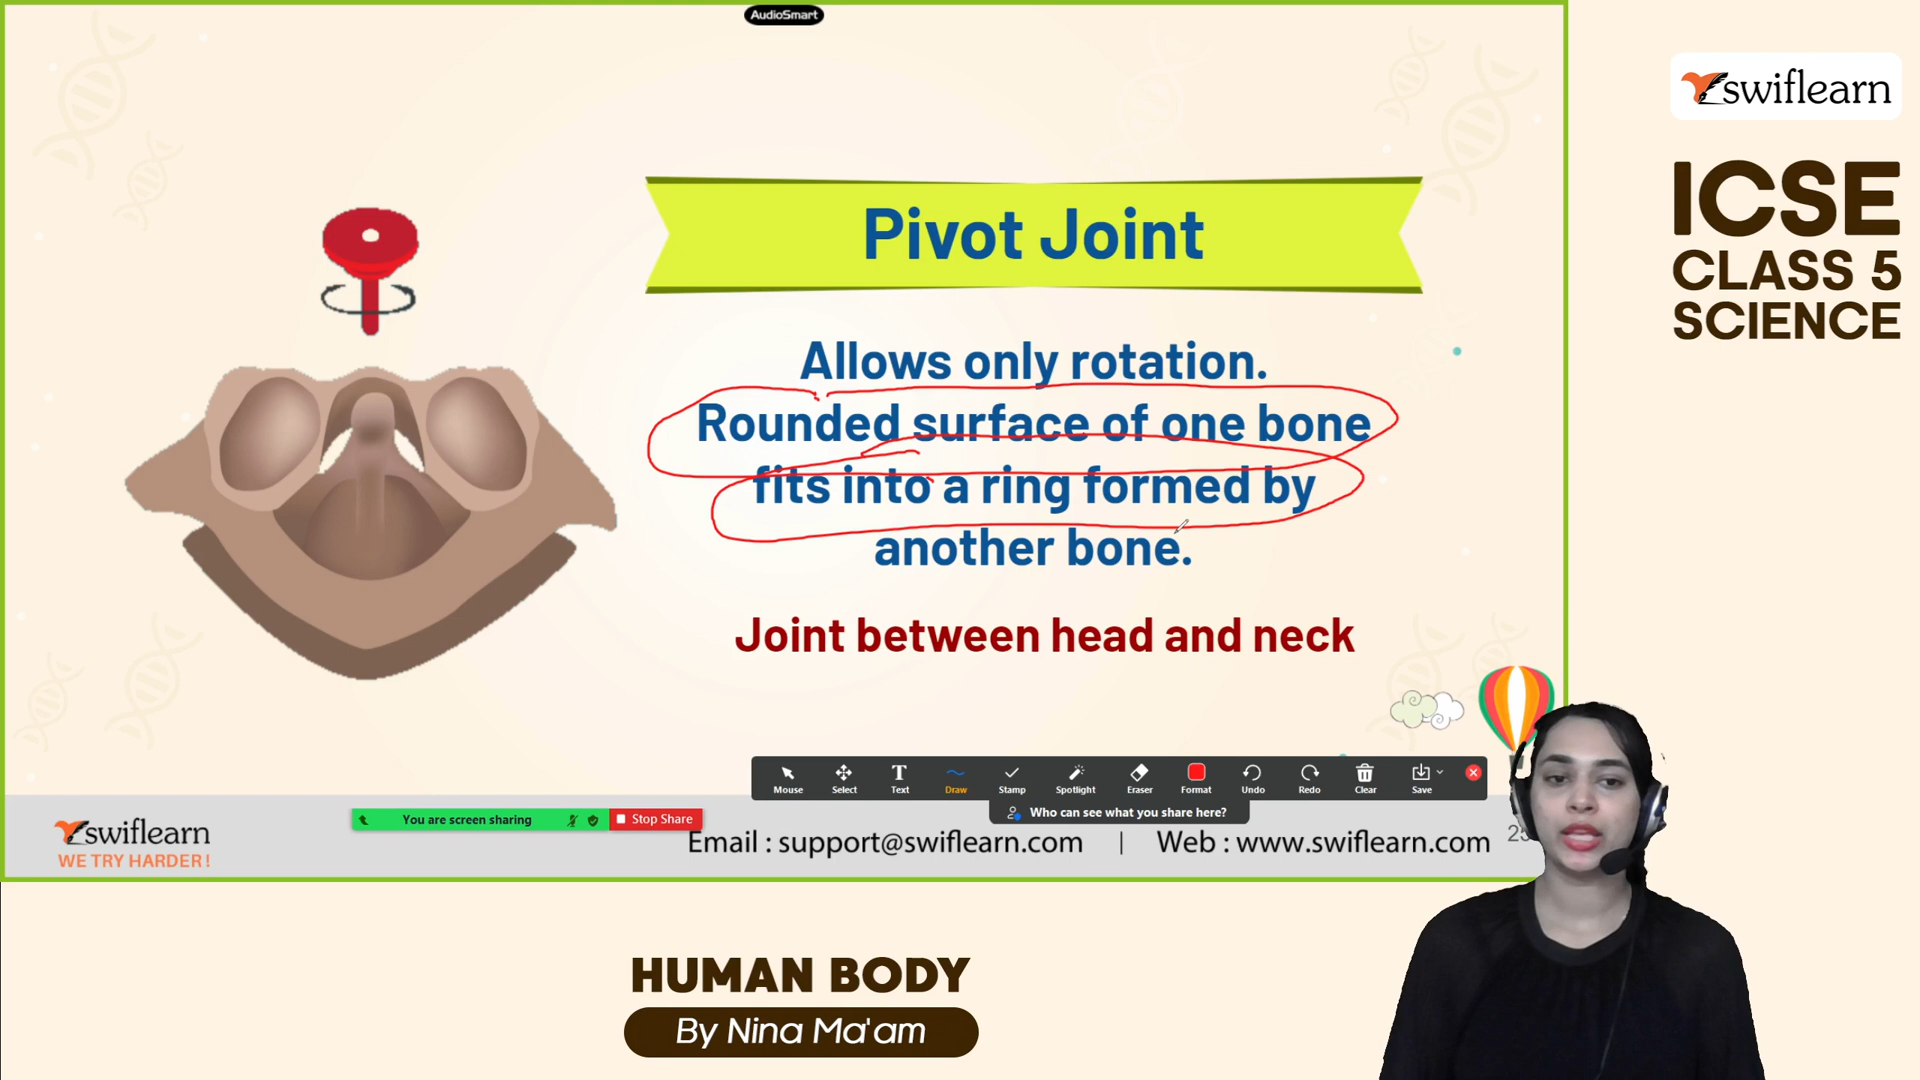 AudioSmart
swiflearn
ICSE
CLASS 5
SCIENCE
Pivot Joint
Allows only rotation.
Rounded surface of one bone
fits into a ring formed by
another bone.
Joint between head and neck
Mouse Select Text Draw Stamp Spotlight Eraser Format Undo Redo Clear Save
Who can see what you share here?
You are screen sharing Stop Share
swiflearn
WE TRY HARDER !
Email : support@swiflearn.com | Web : www.swiflearn.com
HUMAN BODY
By Nina Ma'am